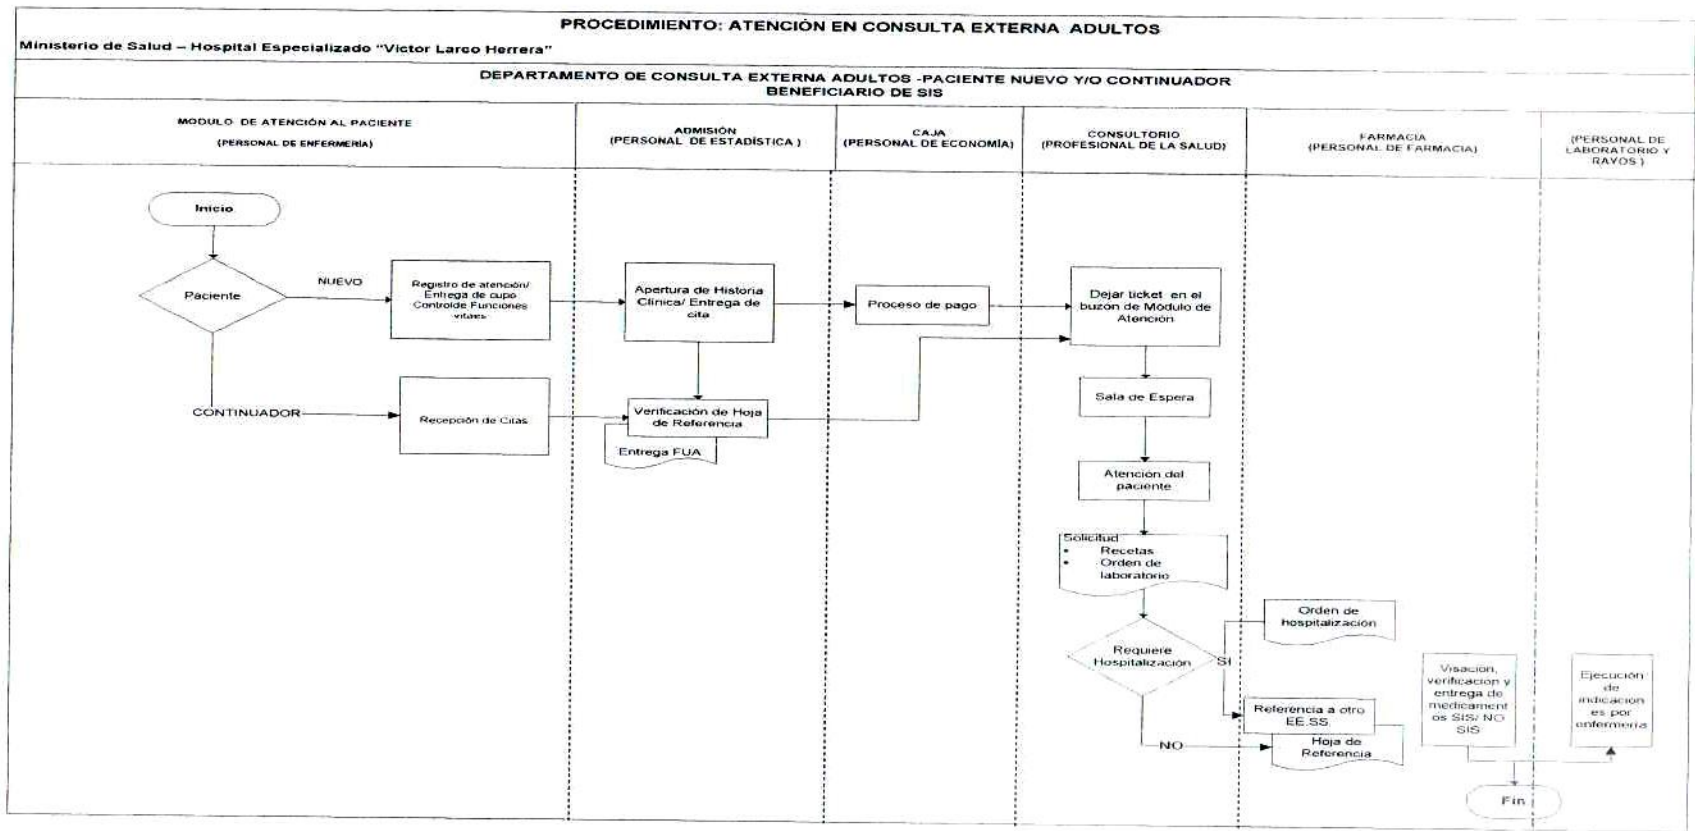 PROCEDIMIENTO: ATENCIÓN EN CONSULTA EXTERNA ADULTOS
Ministerio de Salud – Hospital Especializado "Victor Larco Herrera"
DEPARTAMENTO DE CONSULTA EXTERNA ADULTOS -PACIENTE NUEVO Y/O CONTINUADOR
BENEFICIARIO DE SIS
MODULO DE ATENCIÓN AL PACIENTE
(PERSONAL DE ENFERMERÍA)
ADMISIÓN
(PERSONAL DE ESTADÍSTICA )
CAJA
(PERSONAL DE ECONOMÍA)
CONSULTORIO
(PROFESIONAL DE LA SALUD)
FARMACIA
(PERSONAL DE FARMACIA)
(PERSONAL DE
LABORATORIO Y
RAYOS )
Inicio
Paciente
NUEVO
Registro de atención/
Entrega de cupo
Controlde Funciones
vitales
Apertura de Historia
Clínica/ Entrega de
cita
Proceso de pago
Dejar ticket en el
buzón de Módulo de
Atención
CONTINUADOR
Recepción de Citas
Verificación de Hoja
de Referencia
Entrega FUA
Sala de Espera
Atención del
paciente
Solicitud
• Recetas
• Orden de
laboratorio
Requiere
Hospitalización
SI
Orden de
hospitalización
Referencia a otro
EE.SS.
NO
Hoja de
Referencia
Visación,
verificación y
entrega de
medicament
os SIS/ NO
SIS
Ejecución
de
indicacion
es por
enfermería
Fin